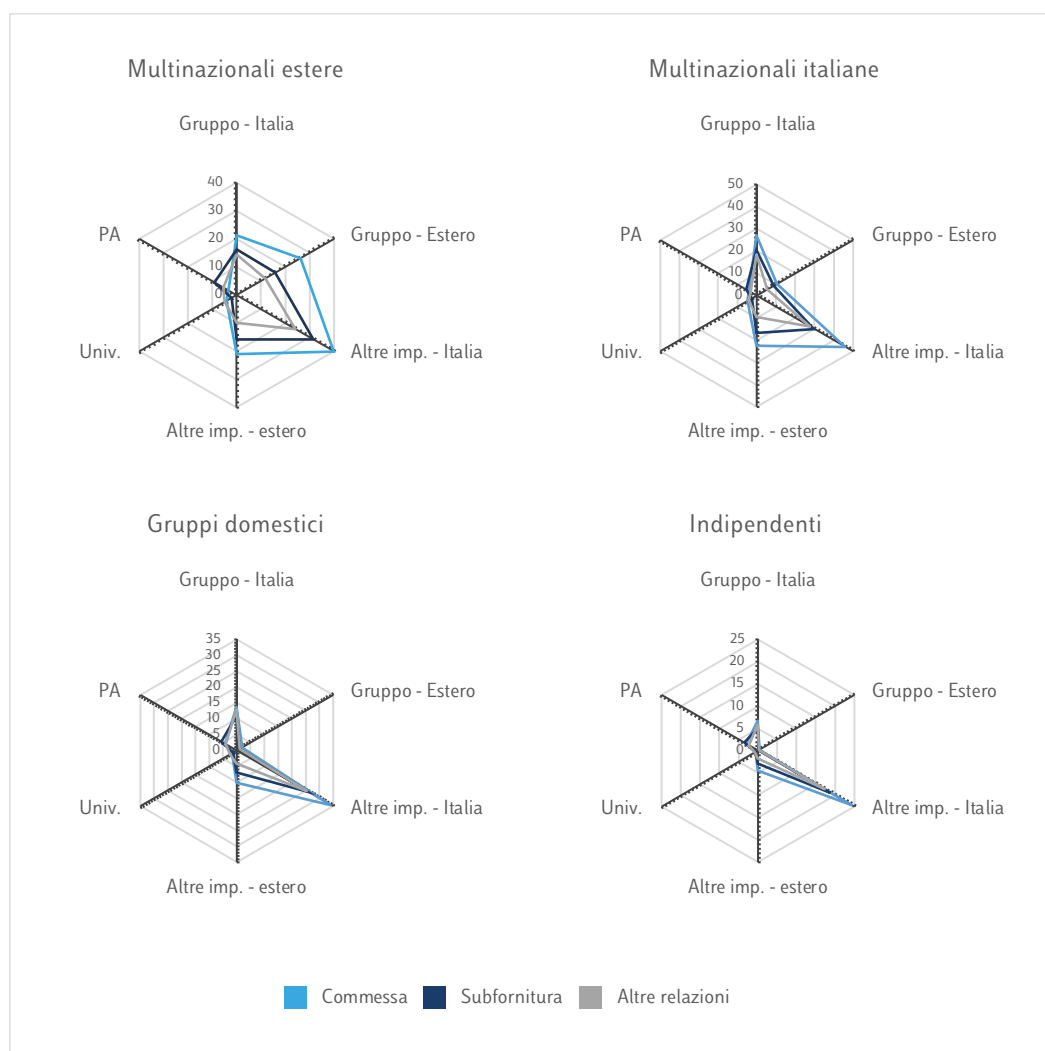 Multinazionali estere
Gruppo - Italia
40
30
20
10
0
Gruppo - Estero
Altre imp. - Italia
Altre imp. - estero
Univ.
PA
Multinazionali italiane
Gruppo - Italia
50
40
30
20
10
0
Gruppo - Estero
Altre imp. - Italia
Altre imp. - estero
Univ.
PA
Gruppi domestici
Gruppo - Italia
35
30
25
20
15
10
5
0
Gruppo - Estero
Altre imp. - Italia
Altre imp. - estero
Univ.
PA
Indipendenti
Gruppo - Italia
25
20
15
10
5
0
Gruppo - Estero
Altre imp. - Italia
Altre imp. - estero
Univ.
PA
Commessa
Subfornitura
Altre relazioni